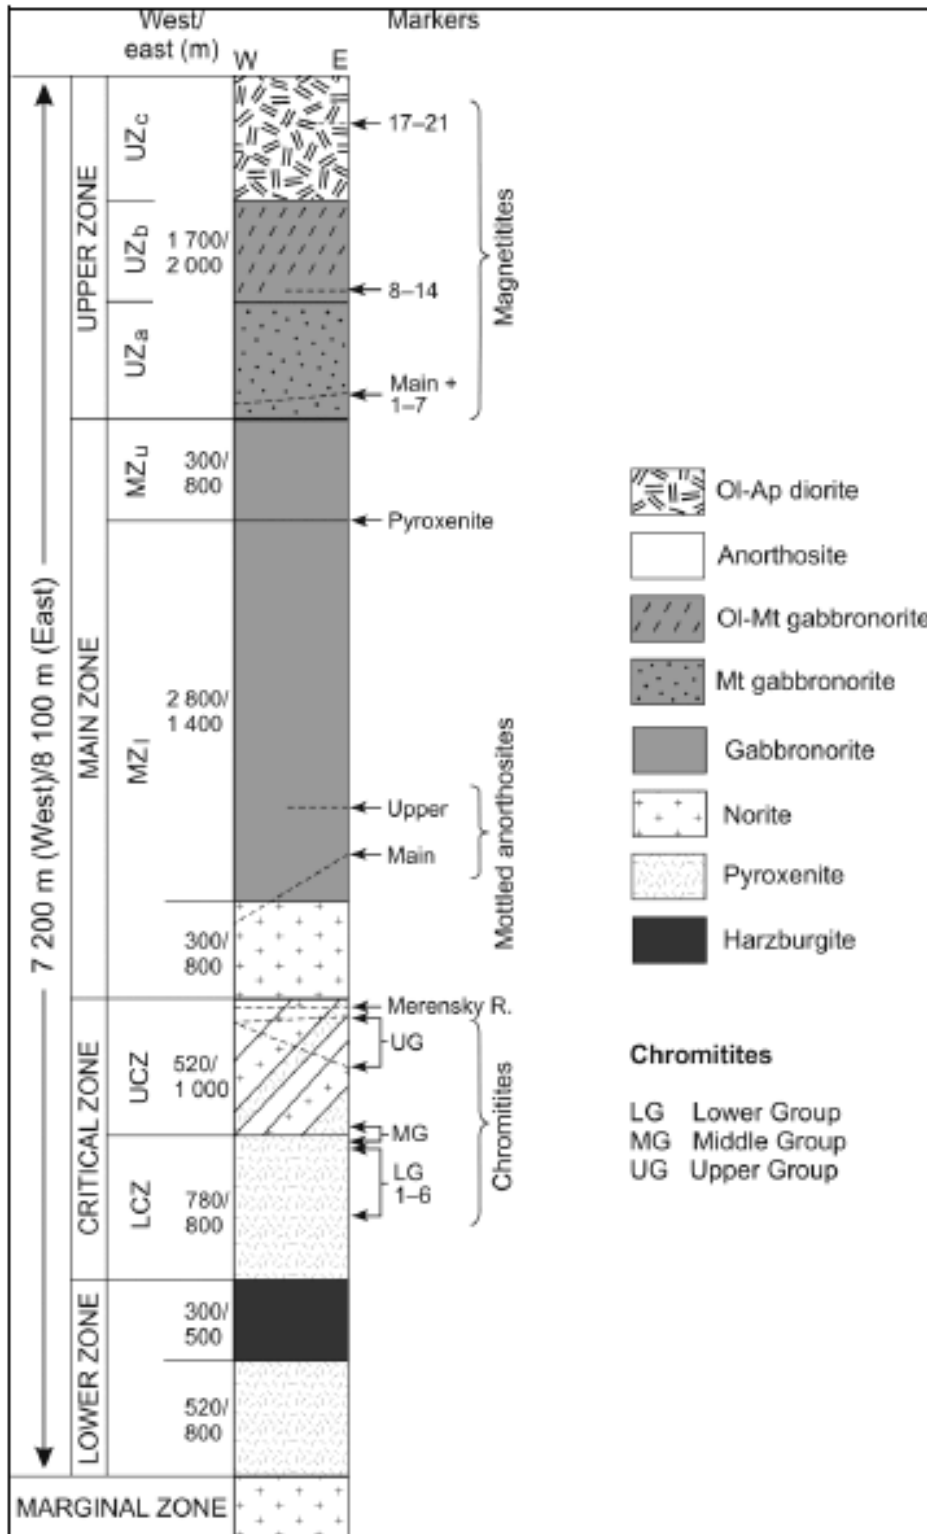 West/
east (m)
Markers
W
E
7 200 m (West)/8 100 m (East)
UPPER ZONE
UZc
UZb
UZa
1 700/
2 000
17–21
8–14
Main +
1–7
Magnetitites
MAIN ZONE
MZu
300/
800
Pyroxenite
MZl
2 800/
1 400
Upper
Main
Mottled anorthosites
300/
800
CRITICAL ZONE
UCZ
520/
1 000
Merensky R.
UG
MG
LCZ
780/
800
LG
1–6
Chromitites
LOWER ZONE
300/
500
520/
800
MARGINAL ZONE
Ol-Ap diorite
Anorthosite
Ol-Mt gabbronorite
Mt gabbronorite
Gabbronorite
Norite
Pyroxenite
Harzburgite
Chromitites
LG Lower Group
MG Middle Group
UG Upper Group